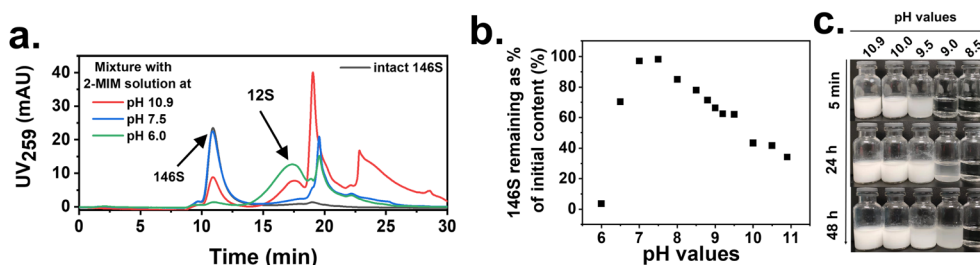 a.
UV259 (mAU)
50
40
30
20
10
0
Mixture with
2-MIM solution at
pH 10.9
pH 7.5
pH 6.0
intact 146S
12S
146S
0 5 10 15 20 25 30
Time (min)
b.
146S remaining as %
of initial content (%)
120
100
80
60
40
20
0
6 7 8 9 10 11
pH values
c.
pH values
10.9 10.0 9.5 9.0 8.5
5 min
24 h
48 h